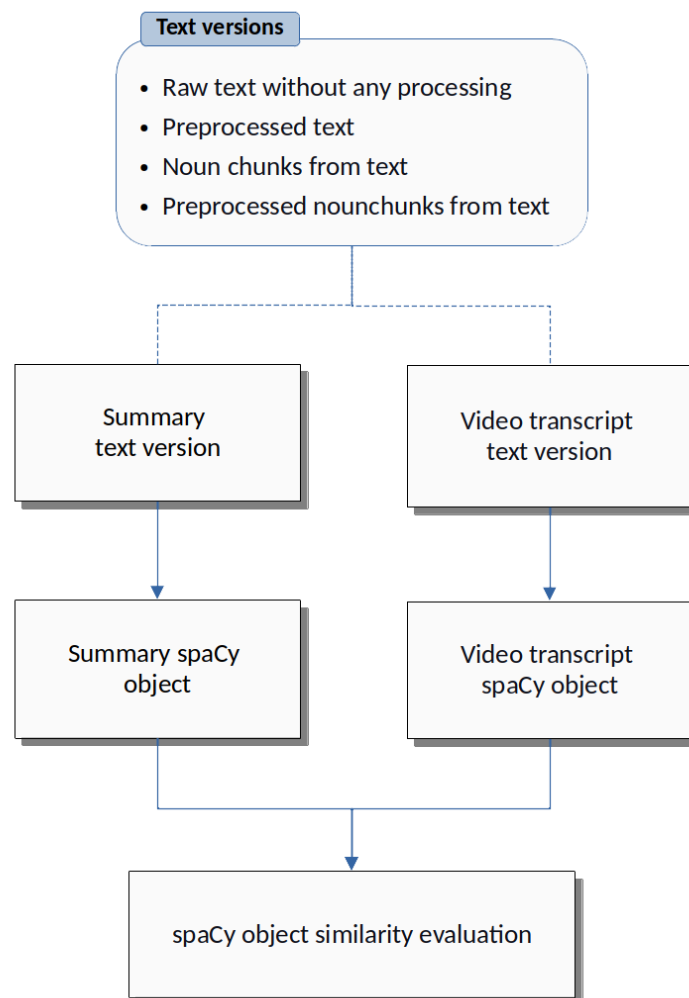 Text versions
• Raw text without any processing
• Preprocessed text
• Noun chunks from text
• Preprocessed nounchunks from text
Summary
text version
Video transcript
text version
Summary spaCy
object
Video transcript
spaCy object
spaCy object similarity evaluation